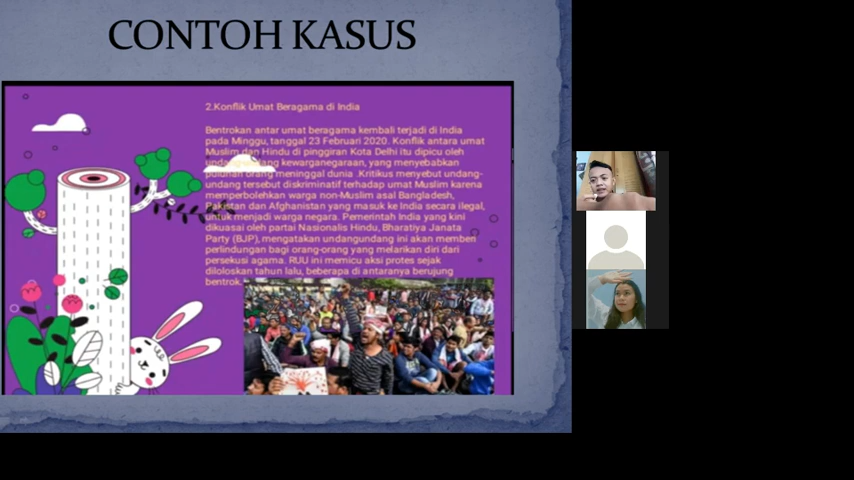 CONTOH KASUS
2.Konflik Umat Beragama di India
Bentrokan antar umat beragama kembali terjadi di India
pada Minggu, tanggal 23 Februari 2020. Konflik antara umat
Muslim dan Hindu di pinggiran Kota Delhi itu dipicu oleh
undang-undang kewarganegaraan, yang menyebabkan
puluhan orang meninggal dunia .Kritikus menyebut undang-
undang tersebut diskriminatif terhadap umat Muslim karena
memperbolehkan warga non-Muslim asal Bangladesh,
Pakistan dan Afghanistan yang masuk ke India secara ilegal,
untuk menjadi warga negara. Pemerintah India yang kini
dikuasai oleh partai Nasionalis Hindu, Bharatiya Janata
Party (BJP), mengatakan undangundang ini akan memberi
perlindungan bagi orang-orang yang melarikan diri dari
persekusi agama. RUU ini memicu aksi protes sejak
diloloskan tahun lalu, beberapa di antaranya berujung
bentrok.